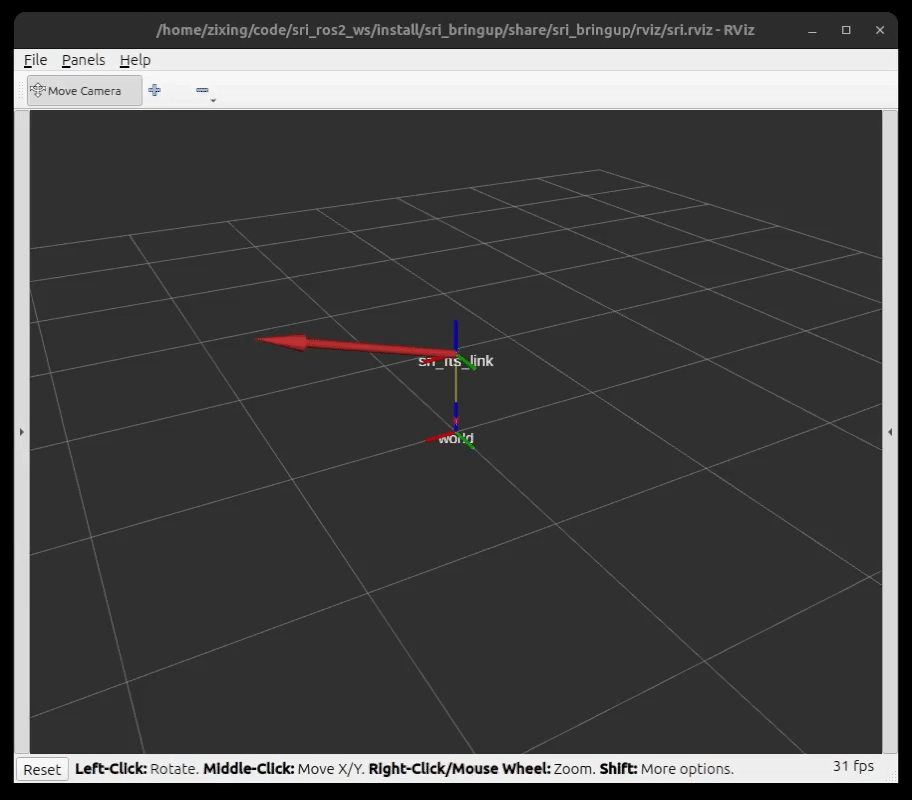 /home/zixing/code/sri_ros2_ws/install/sri_bringup/share/sri_bringup/rviz/sri.rviz - RViz
File Panels Help
Move Camera
sri_fts_link
world
Reset Left-Click: Rotate. Middle-Click: Move X/Y. Right-Click/Mouse Wheel: Zoom. Shift: More options. 31 fps